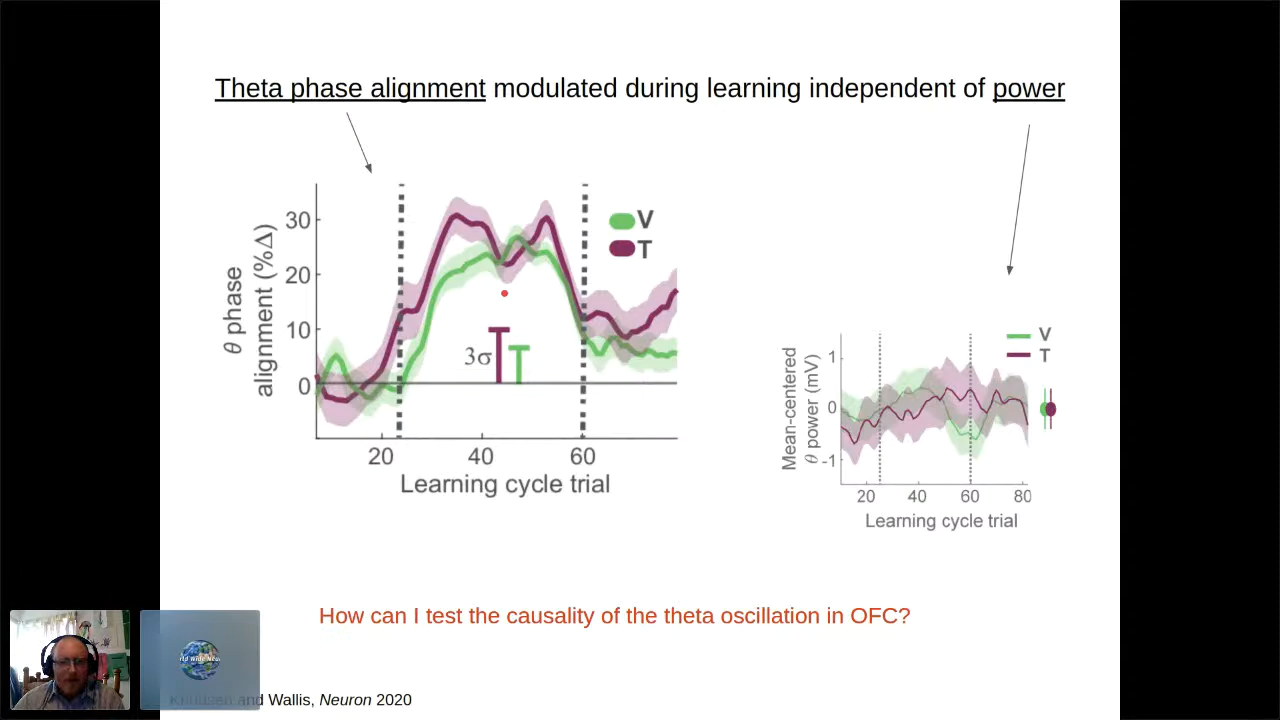 Theta phase alignment modulated during learning independent of power
θ phase
alignment (%Δ)
30
20
10
0
V
T
3σ
20
40
60
Learning cycle trial
Mean-centered
θ power (mV)
1
0
-1
V
T
20
40
60
80
Learning cycle trial
How can I test the causality of the theta oscillation in OFC?
Knudsen and Wallis, Neuron 2020